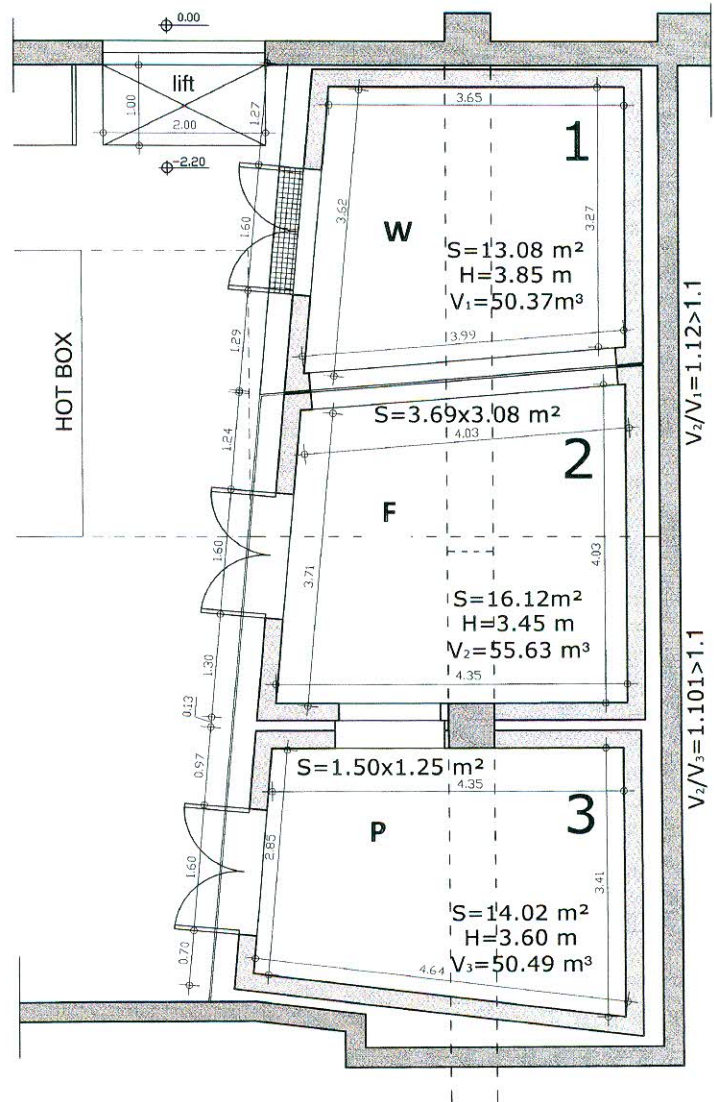 0.00
lift
1.00
2.00
1.27
-2.20
3.65
1
3.62
3.27
W
S=13.08 m²
H=3.85 m
V₁=50.37m³
1.60
3.99
1.29
HOT BOX
V₂/V₁=1.12>1.1
S=3.69x3.08 m²
4.03
2
1.24
F
1.60
3.71
4.03
S=16.12m²
H=3.45 m
V₂=55.63 m³
4.35
1.30
0.13
0.97
V₂/V₃=1.101>1.1
S=1.50x1.25 m²
4.35
3
P
2.85
3.41
1.60
S=14.02 m²
H=3.60 m
V₃=50.49 m³
4.64
0.70